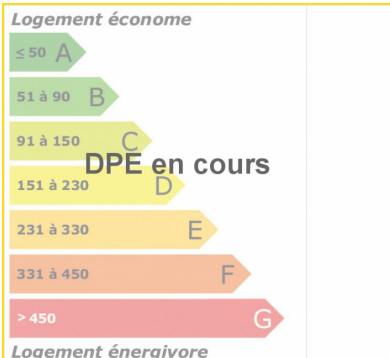 Logement économe
≤ 50 A
51 à 90 B
91 à 150 C
DPE en cours
151 à 230 D
231 à 330 E
331 à 450 F
> 450 G
Logement énergivore